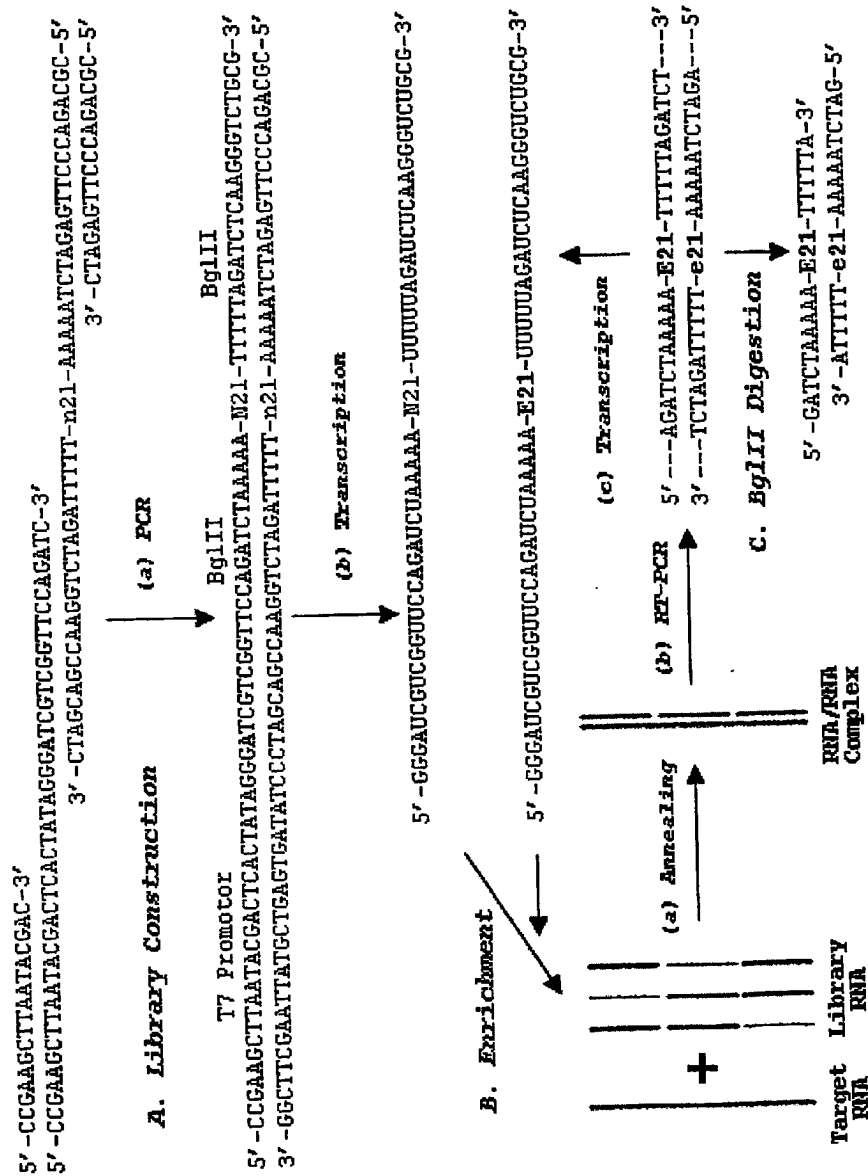 5'-CCGAAGCTTAATACGAC-3'
5'-CCGAAGCTTAATACGACTCACTATAGGGATCGTCGGTTCCAGATC-3'
3'-CTAGCAGCCAAGGTCTAGATTTTT-n21-AAAAATCTAGAGTTCCCAGACGC-5'
3'-CTAGAGTTCCCAGACGC-5'
A. Library Construction
(a) PCR
T7 Promotor
BglII
BglII
5'-CCGAAGCTTAATACGACTCACTATAGGGATCGTCGGTTCCAGATCTAAAAA-N21-TTTTTAGATCTCAAGGGTCTGCG-3'
3'-GGCTTCGAATTATGCTGAGTGATATCCCTAGCAGCCAAGGTCTAGATTTTT-n21-AAAAATCTAGAGTTCCCAGACGC-5'
(b) Transcription
5'-GGGAUCGUCGGUUCCAGAUCUAAAAA-N21-UUUUUAGAUCUCAAGGGUCUGCG-3'
B. Enrichment
5'-GGGAUCGUCGGUUCCAGAUCUAAAAA-E21-UUUUUAGAUCUCAAGGGUCUGCG-3'
(c) Transcription
+
(a) Annealing
(b) RT-PCR
5'---AGATCTAAAAA-E21-TTTTTAGATCT---3'
3'---TCTAGATTTTT-e21-AAAAATCTAGA---5'
C. BglII Digestion
Target RNA
Library RNA
RNA/RNA Complex
5'-GATCTAAAAA-E21-TTTTTA-3'
3'-ATTTTT-e21-AAAAATCTAG-5'